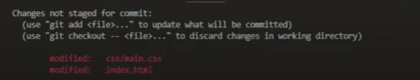 Changes not staged for commit:
(use "git add <file>..." to update what will be committed)
(use "git checkout -- <file>..." to discard changes in working directory)
modified: css/main.css
modified: index.html